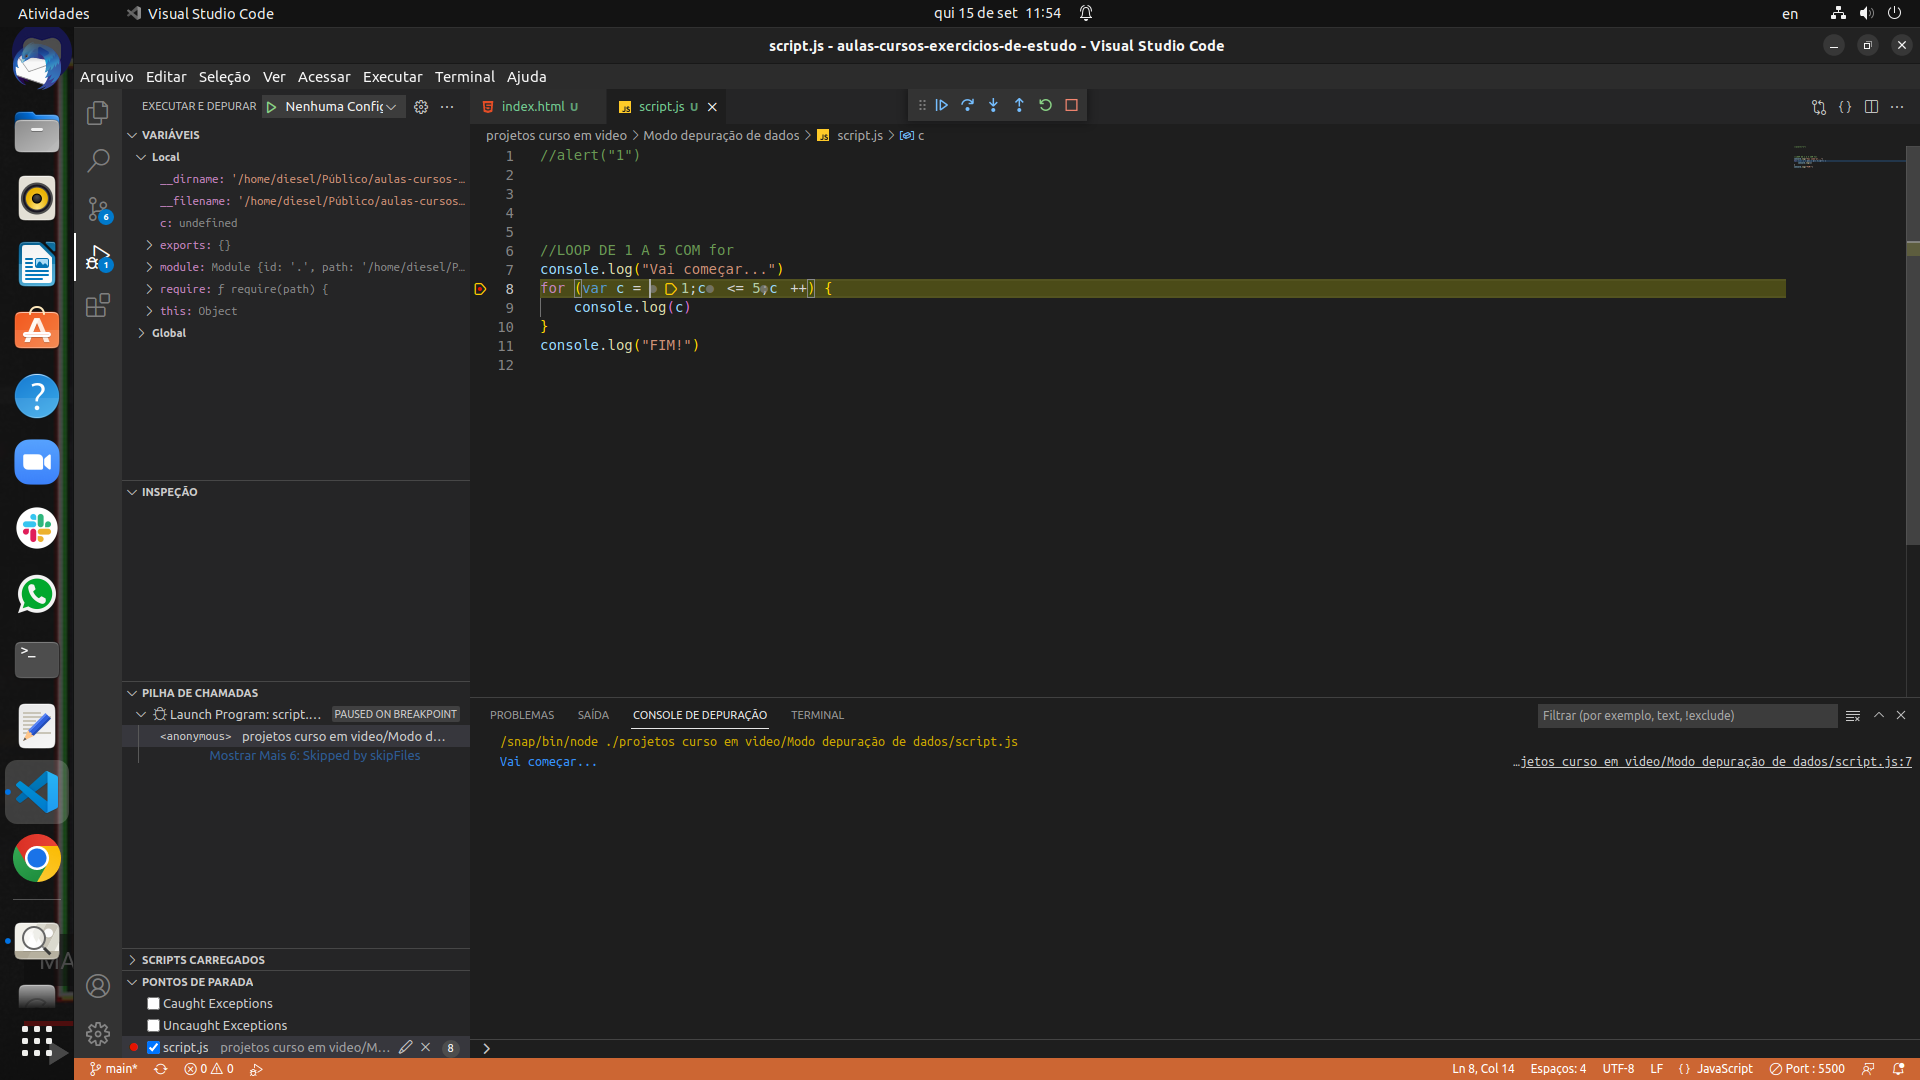 Atividades Visual Studio Code qui 15 de set 11:54 en
script.js - aulas-cursos-exercicios-de-estudo - Visual Studio Code
Arquivo Editar Seleção Ver Acessar Executar Terminal Ajuda
EXECUTAR E DEPURAR Nenhuma Config index.html U script.js U
VARIÁVEIS
Local
__dirname: '/home/diesel/Público/aulas-cursos-…
__filename: '/home/diesel/Público/aulas-cursos…
c: undefined
exports: {}
module: Module {id: '.', path: '/home/diesel/P…
require: ƒ require(path) {
this: Object
Global
projetos curso em video > Modo depuração de dados > JS script.js > c
1 //alert("1")
2
3
4
5
6 //LOOP DE 1 A 5 COM for
7 console.log("Vai começar...")
8 for (var c = 1;c <= 5;c ++) {
9 console.log(c)
10 }
11 console.log("FIM!")
12
INSPEÇÃO
PILHA DE CHAMADAS
Launch Program: script.… PAUSED ON BREAKPOINT
<anonymous> projetos curso em video/Modo d…
Mostrar Mais 6: Skipped by skipFiles
SCRIPTS CARREGADOS
PONTOS DE PARADA
Caught Exceptions
Uncaught Exceptions
script.js projetos curso em video/M… 8
PROBLEMAS SAÍDA CONSOLE DE DEPURAÇÃO TERMINAL Filtrar (por exemplo, text, !exclude)
/snap/bin/node ./projetos curso em video/Modo depuração de dados/script.js
Vai começar... …jetos curso em video/Modo depuração de dados/script.js:7
6
1
main* 0 0 Ln 8, Col 14 Espaços: 4 UTF-8 LF {} JavaScript Port : 5500